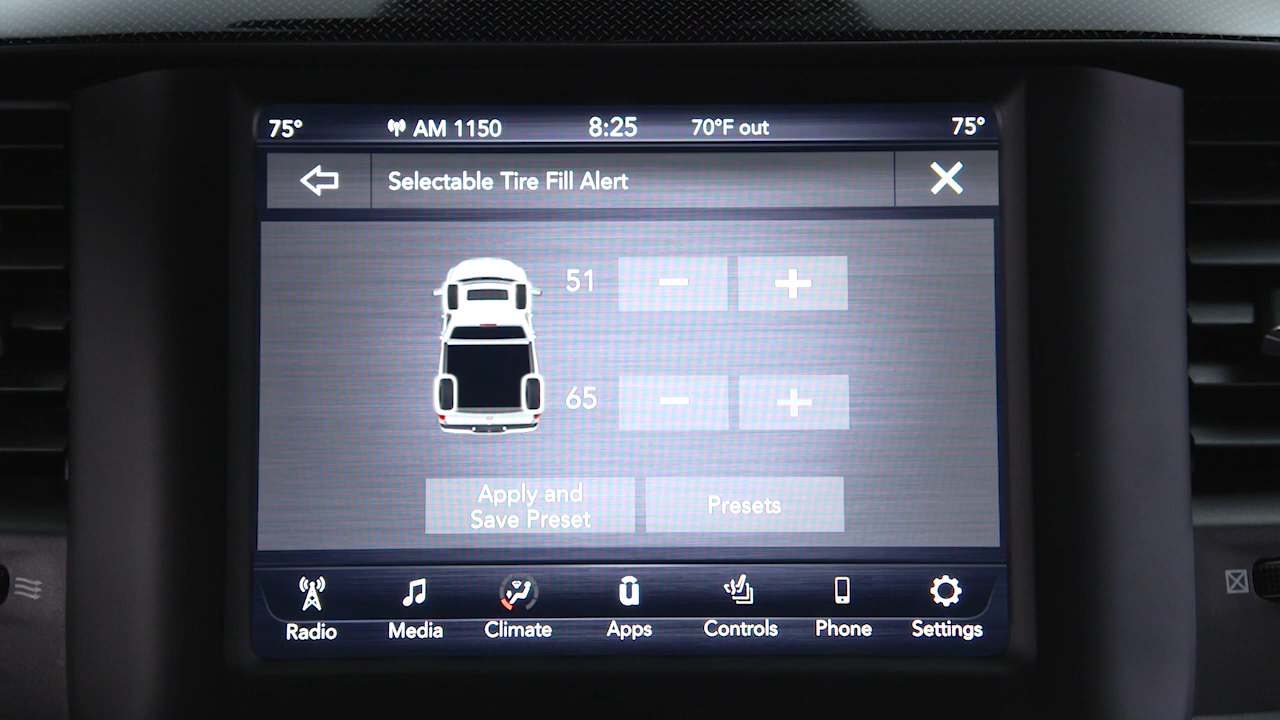 75° AM 1150 8:25 70°F out 75°
Selectable Tire Fill Alert
51
65
Apply and
Save Preset
Presets
Radio Media Climate Apps Controls Phone Settings